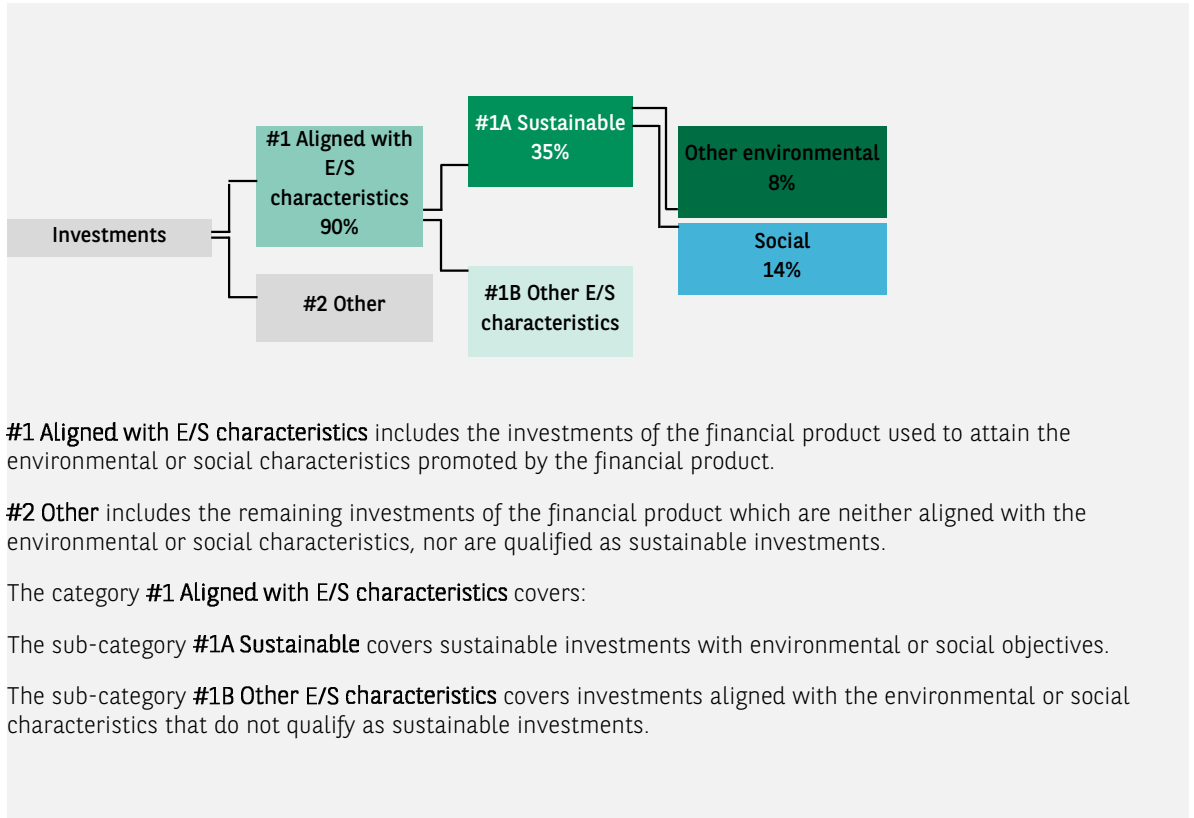 #1A Sustainable
35%
#1 Aligned with
E/S
characteristics
90%
Other environmental
8%
Investments
Social
14%
#2 Other
#1B Other E/S
characteristics
#1 Aligned with E/S characteristics includes the investments of the financial product used to attain the
environmental or social characteristics promoted by the financial product.
#2 Other includes the remaining investments of the financial product which are neither aligned with the
environmental or social characteristics, nor are qualified as sustainable investments.
The category #1 Aligned with E/S characteristics covers:
The sub-category #1A Sustainable covers sustainable investments with environmental or social objectives.
The sub-category #1B Other E/S characteristics covers investments aligned with the environmental or social
characteristics that do not qualify as sustainable investments.